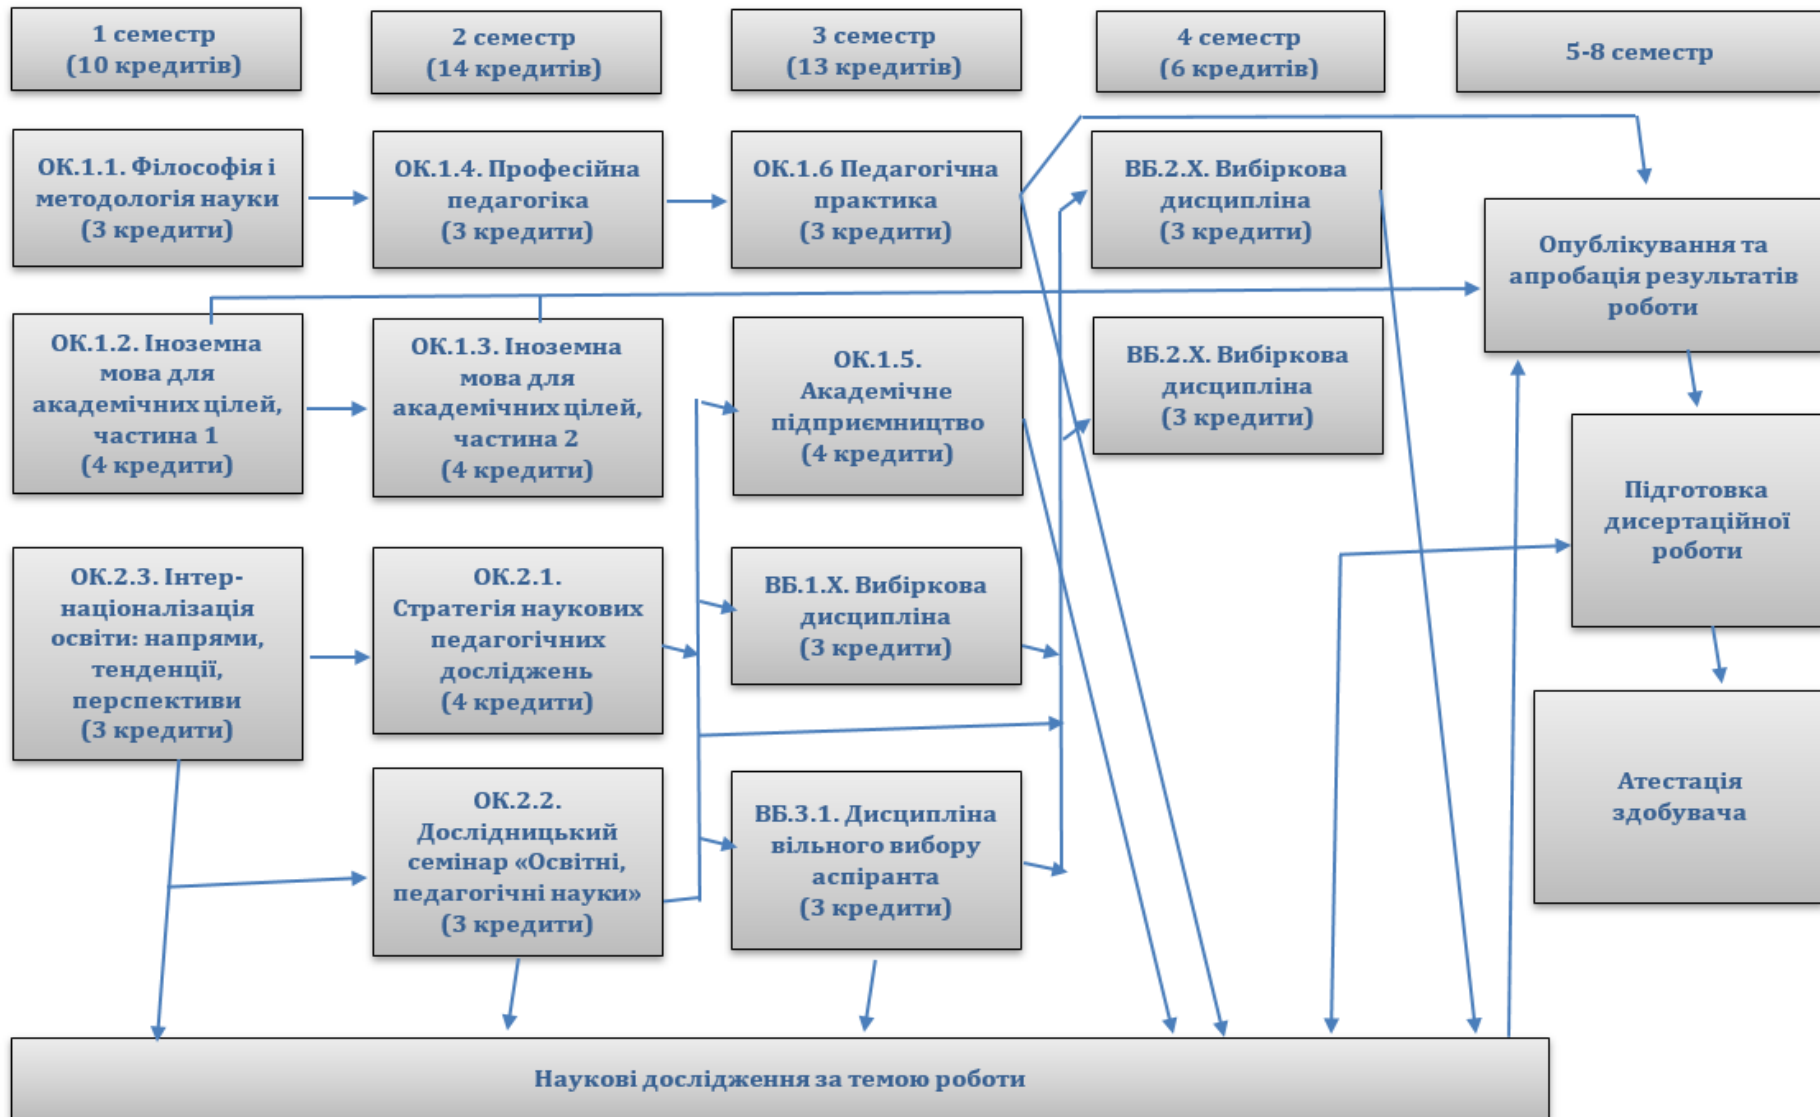 1 семестр
(10 кредитів)
2 семестр
(14 кредитів)
3 семестр
(13 кредитів)
4 семестр
(6 кредитів)
5-8 семестр
ОК.1.1. Філософія і
методологія науки
(3 кредити)
ОК.1.4. Професійна
педагогіка
(3 кредити)
ОК.1.6 Педагогічна
практика
(3 кредити)
ВБ.2.Х. Вибіркова
дисципліна
(3 кредити)
Опублікування та
апробація результатів
роботи
ОК.1.2. Іноземна
мова для
академічних цілей,
частина 1
(4 кредити)
ОК.1.3. Іноземна
мова для
академічних цілей,
частина 2
(4 кредити)
ОК.1.5.
Академічне
підприємництво
(4 кредити)
ВБ.2.Х. Вибіркова
дисципліна
(3 кредити)
Підготовка
дисертаційної
роботи
ОК.2.3. Інтер-
націоналізація
освіти: напрями,
тенденції,
перспективи
(3 кредити)
ОК.2.1.
Стратегія наукових
педагогічних
досліджень
(4 кредити)
ВБ.1.Х. Вибіркова
дисципліна
(3 кредити)
Атестація
здобувача
ОК.2.2.
Дослідницький
семінар «Освітні,
педагогічні науки»
(3 кредити)
ВБ.3.1. Дисципліна
вільного вибору
аспіранта
(3 кредити)
Наукові дослідження за темою роботи